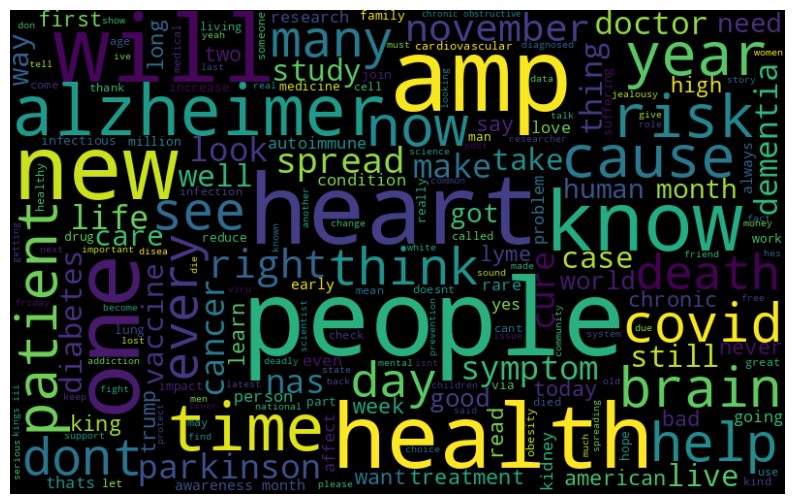 don show
first
ive
way
come
tell
age
yeah
living
medical
last
long
will
someone
research
two
family
many
chronic obstructive
must
cardiovascular
diagnosed
november
join
looking
amp
data
doctor
need
women
thing
year
jealousy
story
suffering
thank
increase
real
medicine
cell
study
alzheimer
now
talk
say
researcher
man
love
high
give
role
risk
dementia
infectious
million
autoimmune
look
new
healthy
well
infection
spread
condition
make
take
science
post
common
cause
problem
human
month
always
life
see
another
really
change
got
heart
know
fact
money
patient
care
drug
reduce
called
white
known
mean
doesnt
early
lyme
rare
yes
case
hes
work
friend
getting
next
important
disea
die
every
right
think
sound
made
cure
world
death
one
diabetes
friday
become
viru
lost
lung
vaccine
cancer
learn
scientist
check
deadly
people
prevention
cant
community
issue
chronic
system
free
due
covid
never
still
great
addiction
fight
keep
impact
even
mental
isnt
day
symptom
via
today
state
back
children
died
old
brain
going
king
trump
latest
person
nas
week
good
said
men
liver
national
part
affect
read
obesity
much
spreading
hope
bad
serious
kings iii
support
protect
may
find
time
health
help
dont
parkinson
want
treatment
choice
kidney
american
live
use
kind
thats
let
awareness month
please